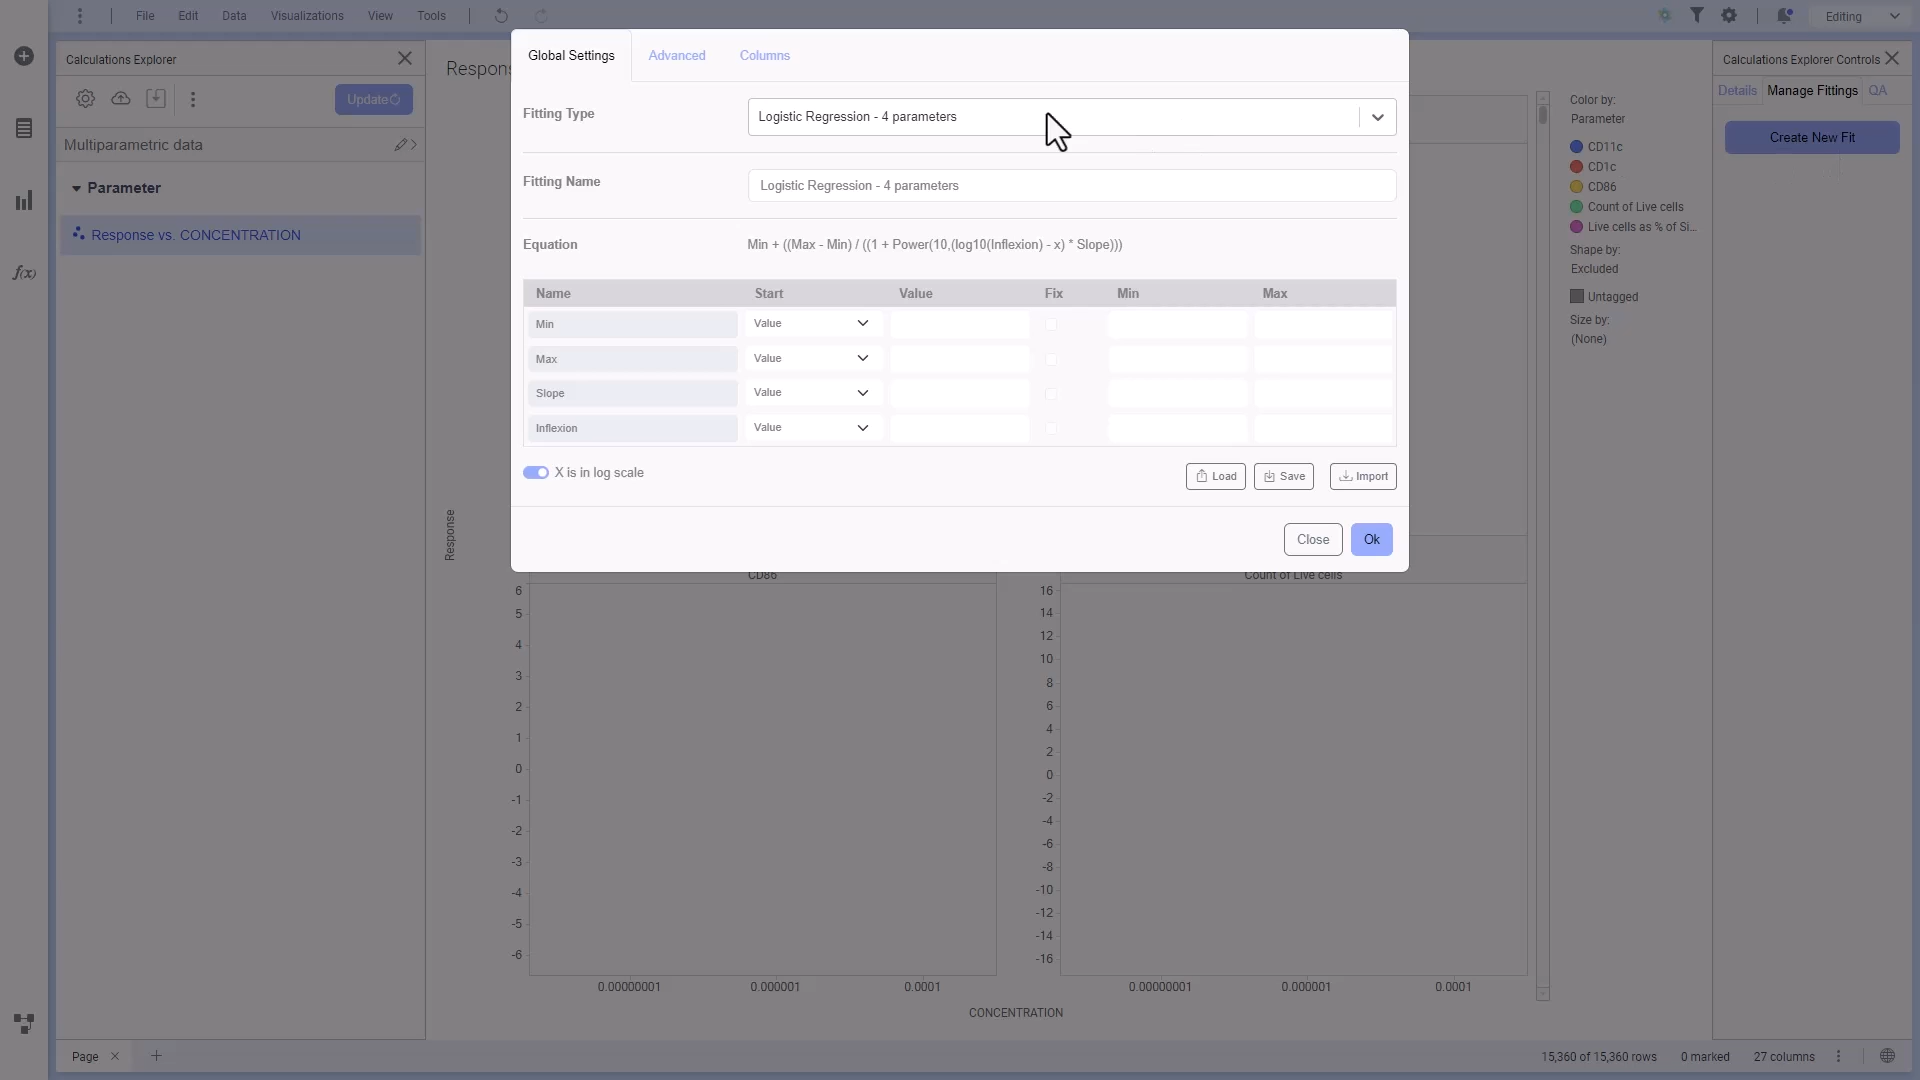 File Edit Data Visualizations View Tools
Editing
Calculations Explorer
Update
Multiparametric data
Parameter
Response vs. CONCENTRATION
Respon
Global Settings Advanced Columns
Fitting Type
Logistic Regression - 4 parameters
Fitting Name
Logistic Regression - 4 parameters
Equation
Min + ((Max - Min) / ((1 + Power(10,(log10(Inflexion) - x) * Slope)))
Name Start Value Fix Min Max
Min Value
Max Value
Slope Value
Inflexion Value
X is in log scale
Load Save Import
Close Ok
Response
CD86 Count of Live cells
6
5
4
3
2
1
0
-1
-2
-3
-4
-5
-6
0.00000001 0.000001 0.0001
16
14
12
10
8
6
4
2
0
-2
-4
-6
-8
-10
-12
-14
-16
0.00000001 0.000001 0.0001
CONCENTRATION
Color by:
Parameter
CD11c
CD1c
CD86
Count of Live cells
Live cells as % of Si...
Shape by:
Excluded
Untagged
Size by:
(None)
Calculations Explorer Controls
Details Manage Fittings QA
Create New Fit
f(x)
Page
15,360 of 15,360 rows 0 marked 27 columns